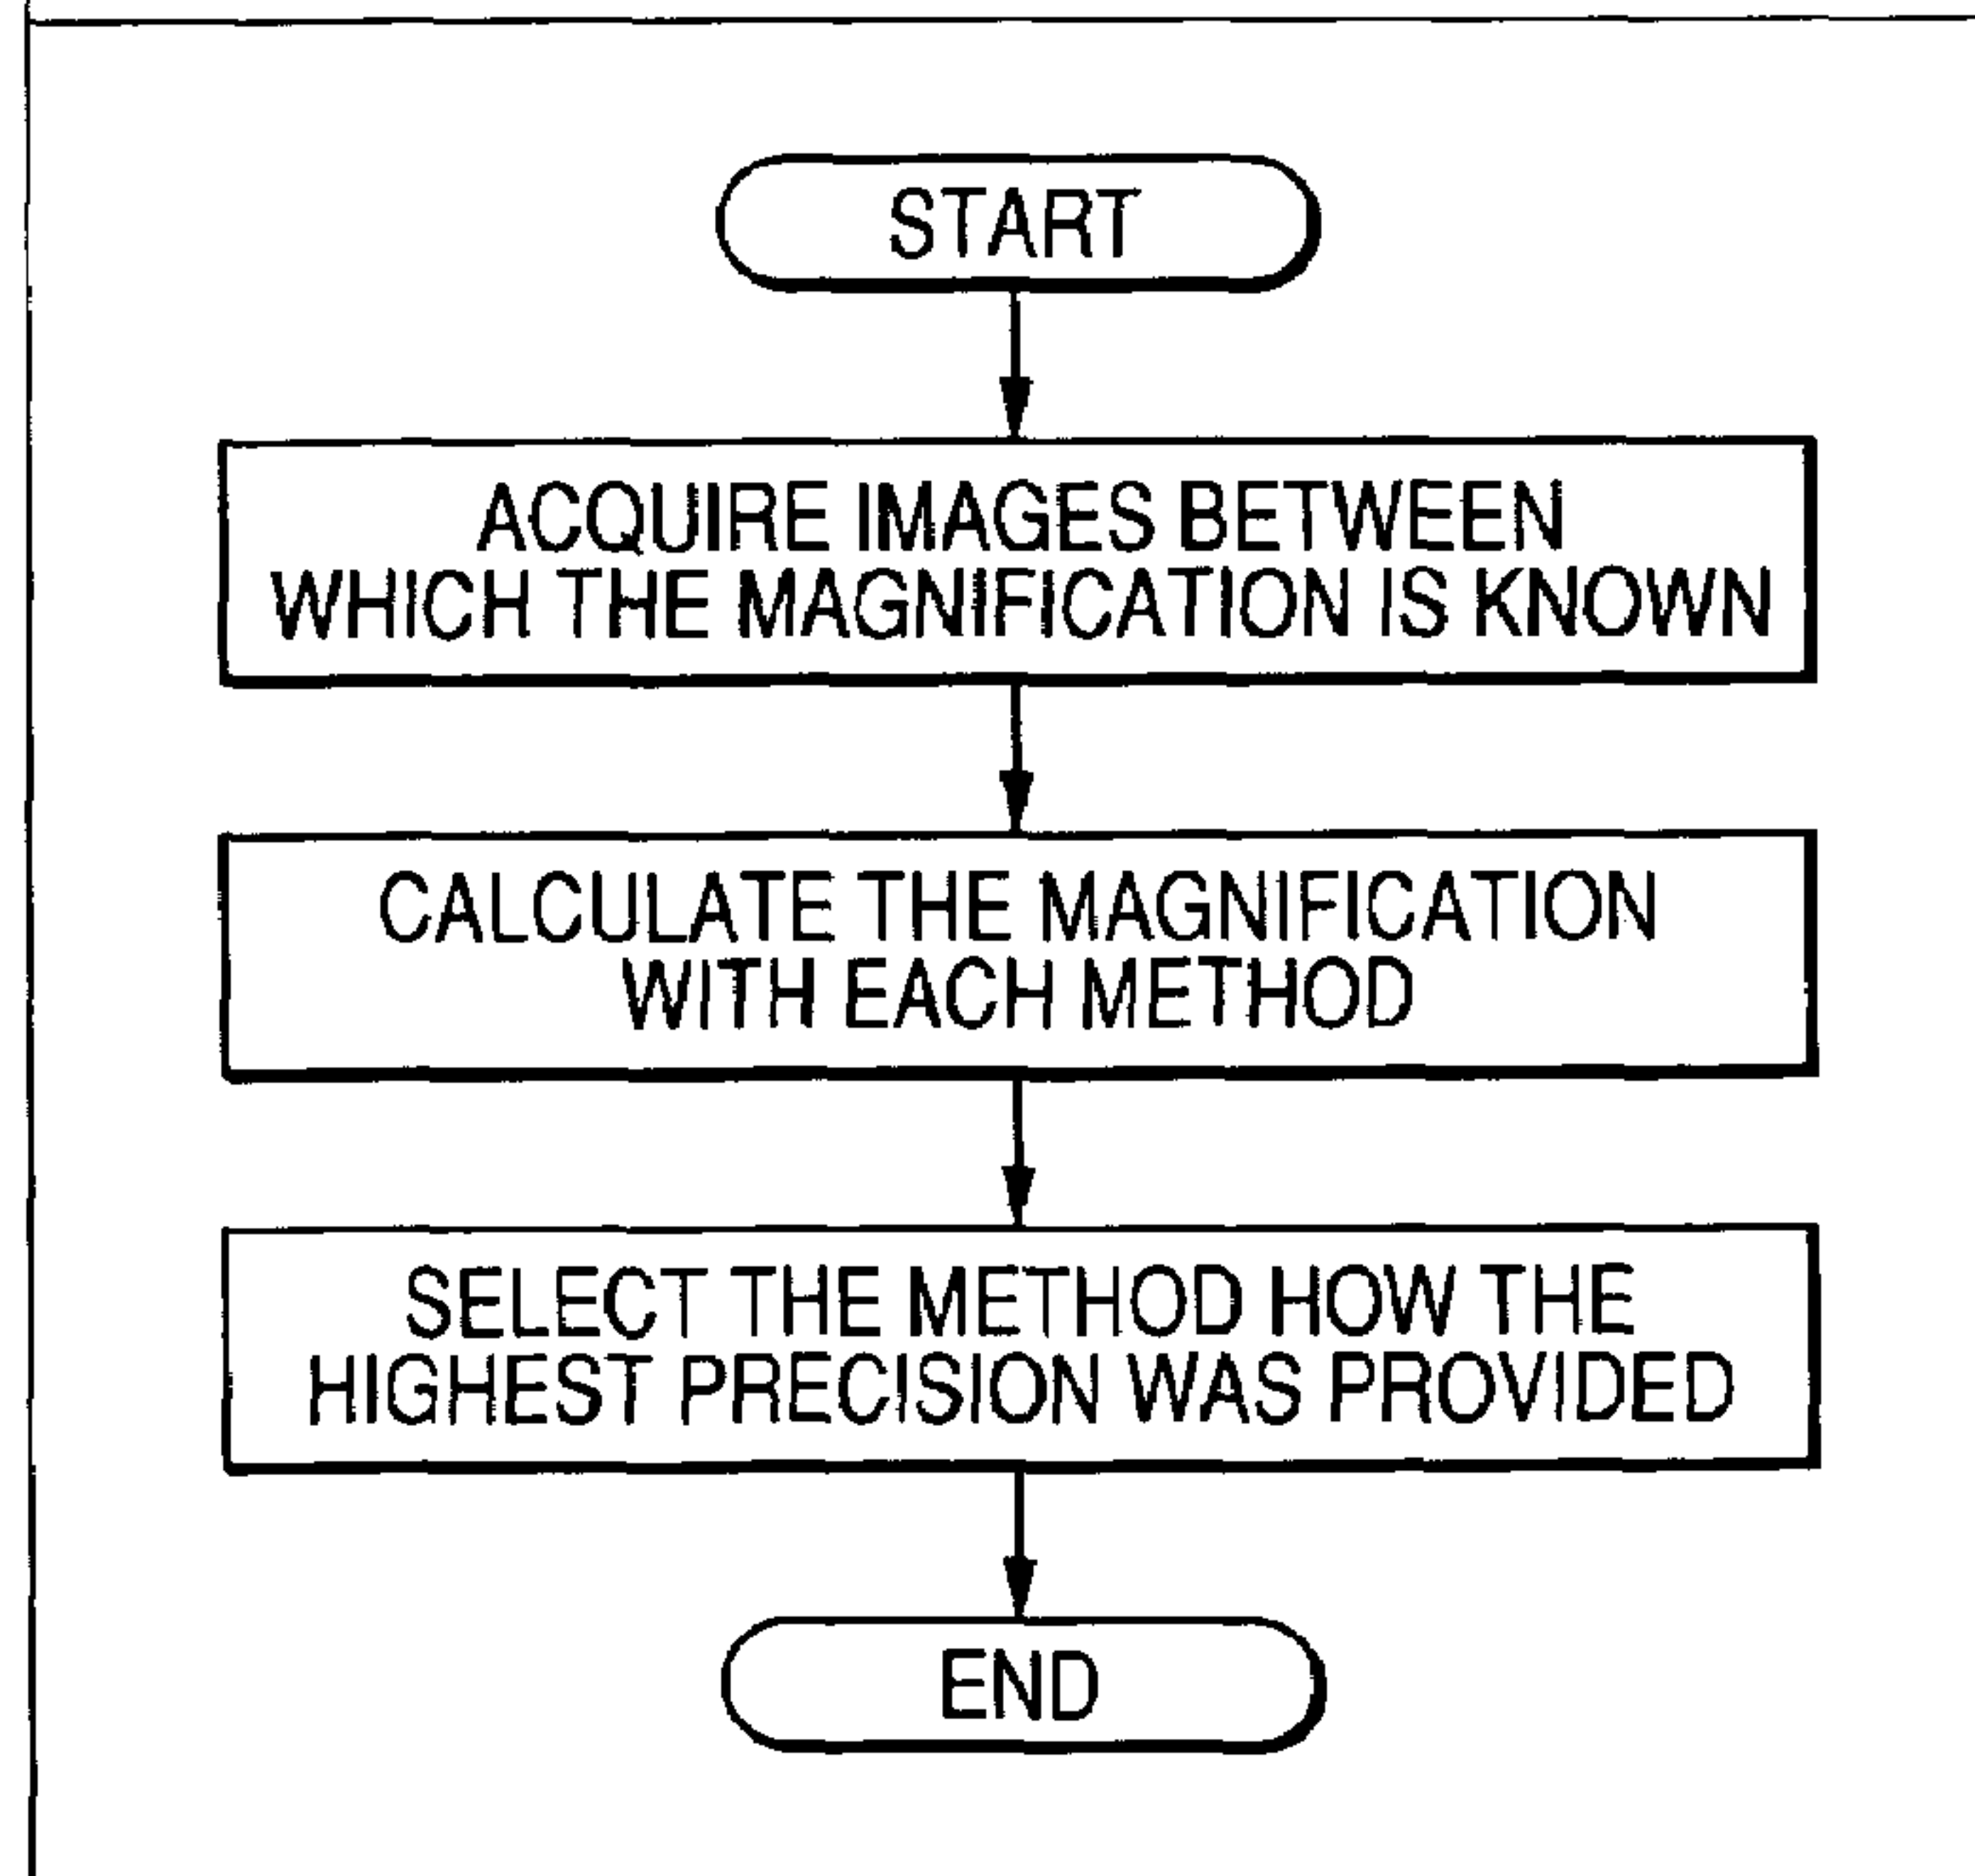 START
ACQUIRE IMAGES BETWEEN
WHICH THE MAGNIFICATION IS KNOWN
CALCULATE THE MAGNIFICATION
WITH EACH METHOD
SELECT THE METHOD HOW THE
HIGHEST PRECISION WAS PROVIDED
END